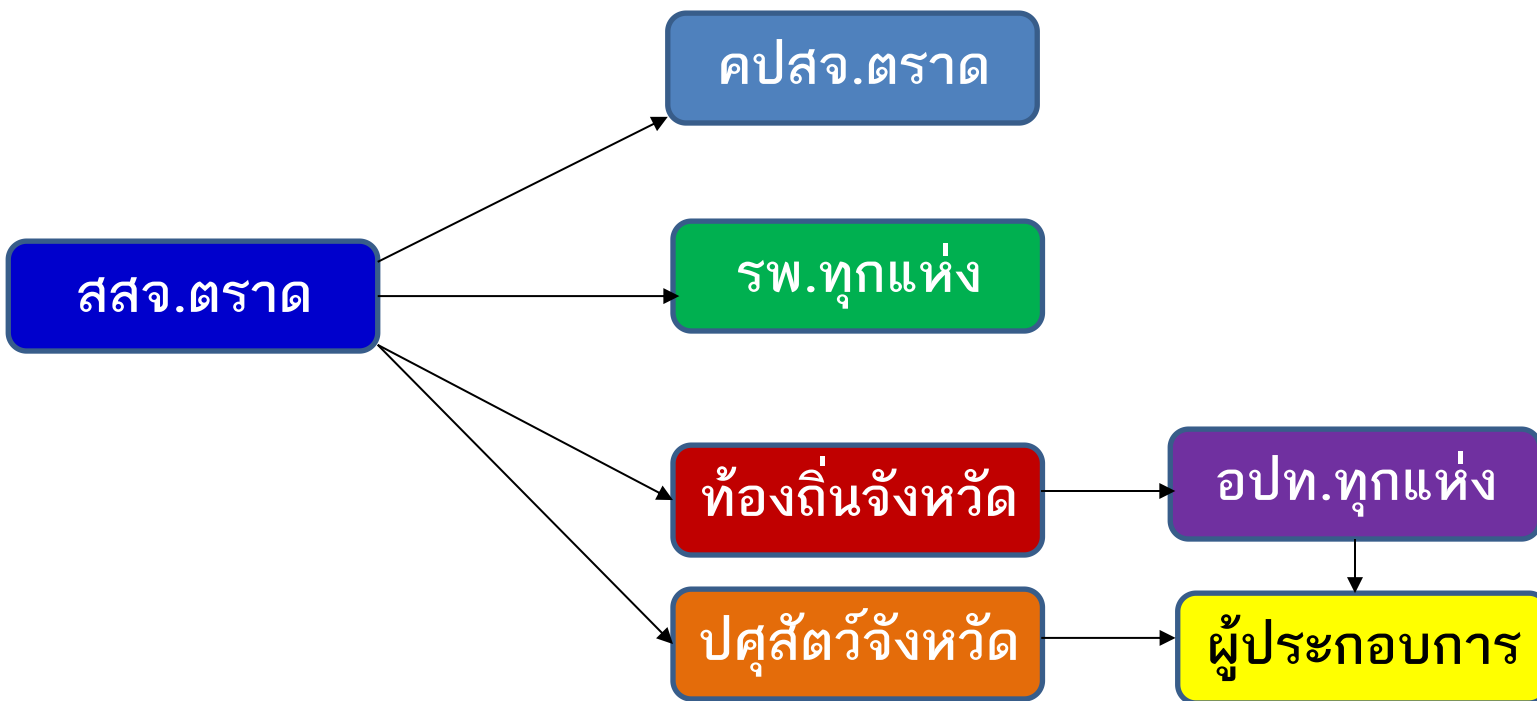 คปสจ.ตราด
รพ.ทุกแห่ง
สสจ.ตราด
ท้องถิ่นจังหวัด
อปท.ทุกแห่ง
ปศุสัตว์จังหวัด
ผู้ประกอบการ